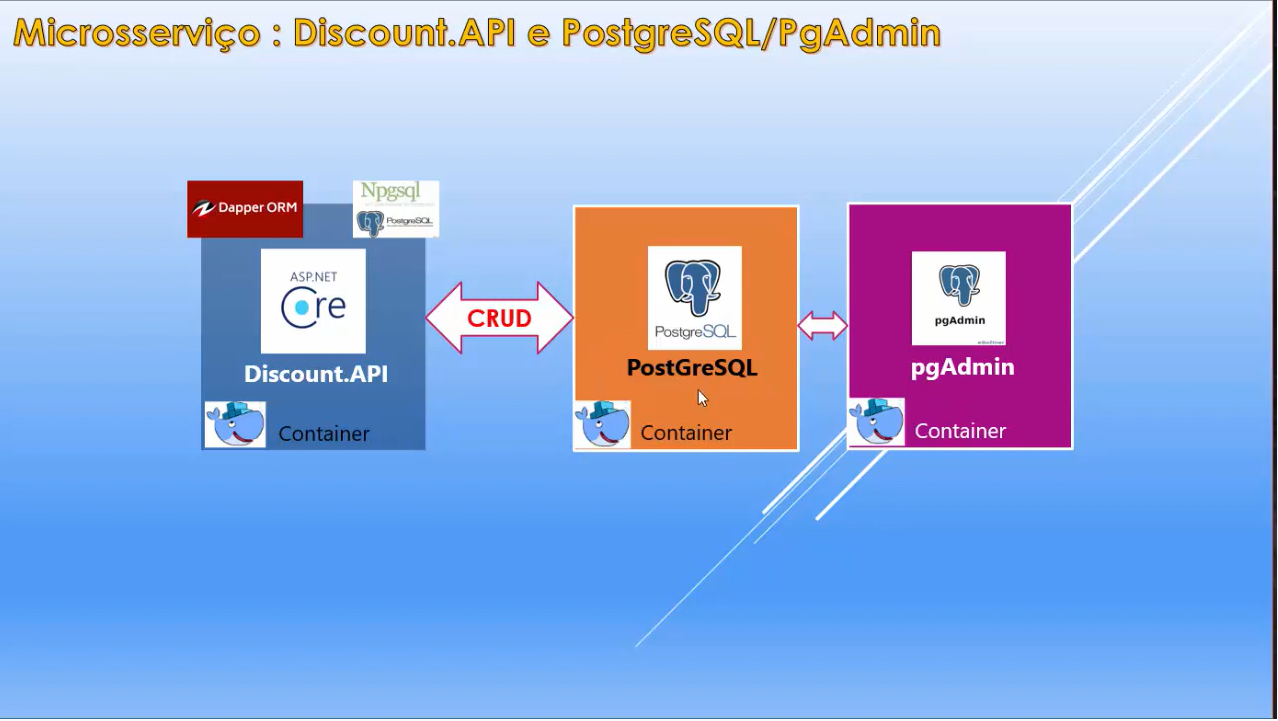 Microsserviço : Discount.API e PostgreSQL/PgAdmin
Dapper ORM
Npgsql
PostgreSQL
ASP.NET
Core
Discount.API
Container
CRUD
PostgreSQL
PostGreSQL
Container
pgAdmin
pgAdmin
Container